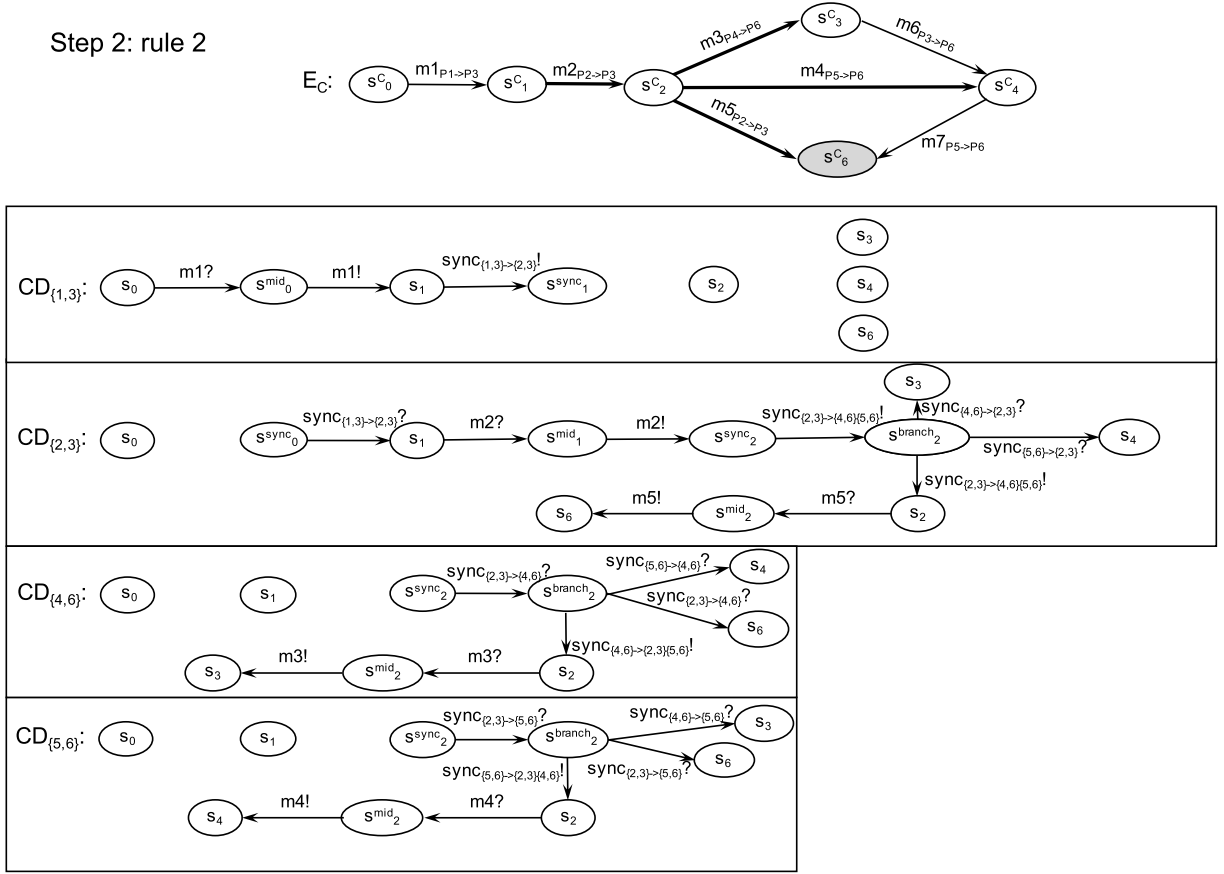 Step 2: rule 2
E_C:
s^C_0
m1_P1->P3
s^C_1
m2_P2->P3
s^C_2
m3_P4->P6
s^C_3
m6_P3->P6
m4_P5->P6
s^C_4
m5_P2->P3
s^C_6
m7_P5->P6
CD_{1,3}:
s_0
m1?
s^mid_0
m1!
s_1
sync_{1,3}->{2,3}!
s^sync_1
s_2
s_3
s_4
s_6
CD_{2,3}:
s_0
s^sync_0
sync_{1,3}->{2,3}?
s_1
m2?
s^mid_1
m2!
s^sync_2
sync_{2,3}->{4,6}{5,6}!
s^branch_2
s_3
sync_{4,6}->{2,3}?
sync_{5,6}->{2,3}?
s_4
sync_{2,3}->{4,6}{5,6}!
s_6
m5!
s^mid_2
m5?
s_2
CD_{4,6}:
s_0
s_1
s^sync_2
sync_{2,3}->{4,6}?
s^branch_2
sync_{5,6}->{4,6}?
s_4
sync_{2,3}->{4,6}?
s_6
sync_{4,6}->{2,3}{5,6}!
s_3
m3!
s^mid_2
m3?
s_2
CD_{5,6}:
s_0
s_1
s^sync_2
sync_{2,3}->{5,6}?
s^branch_2
sync_{4,6}->{5,6}?
s_3
s_6
sync_{5,6}->{2,3}{4,6}!
sync_{2,3}->{5,6}?
s_4
m4!
s^mid_2
m4?
s_2